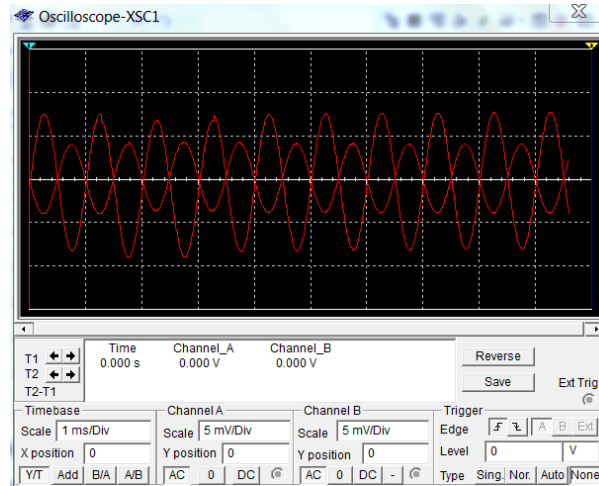 Oscilloscope-XSC1
Time Channel_A Channel_B
T1 0.000 s 0.000 V 0.000 V
T2
T2-T1
Reverse
Save
Ext Trig
Timebase
Scale 1 ms/Div
X position 0
Y/T Add B/A A/B
Channel A
Scale 5 mV/Div
Y position 0
AC 0 DC
Channel B
Scale 5 mV/Div
Y position 0
AC 0 DC -
Trigger
Edge A B Ext
Level 0 V
Type Sing. Nor. Auto None